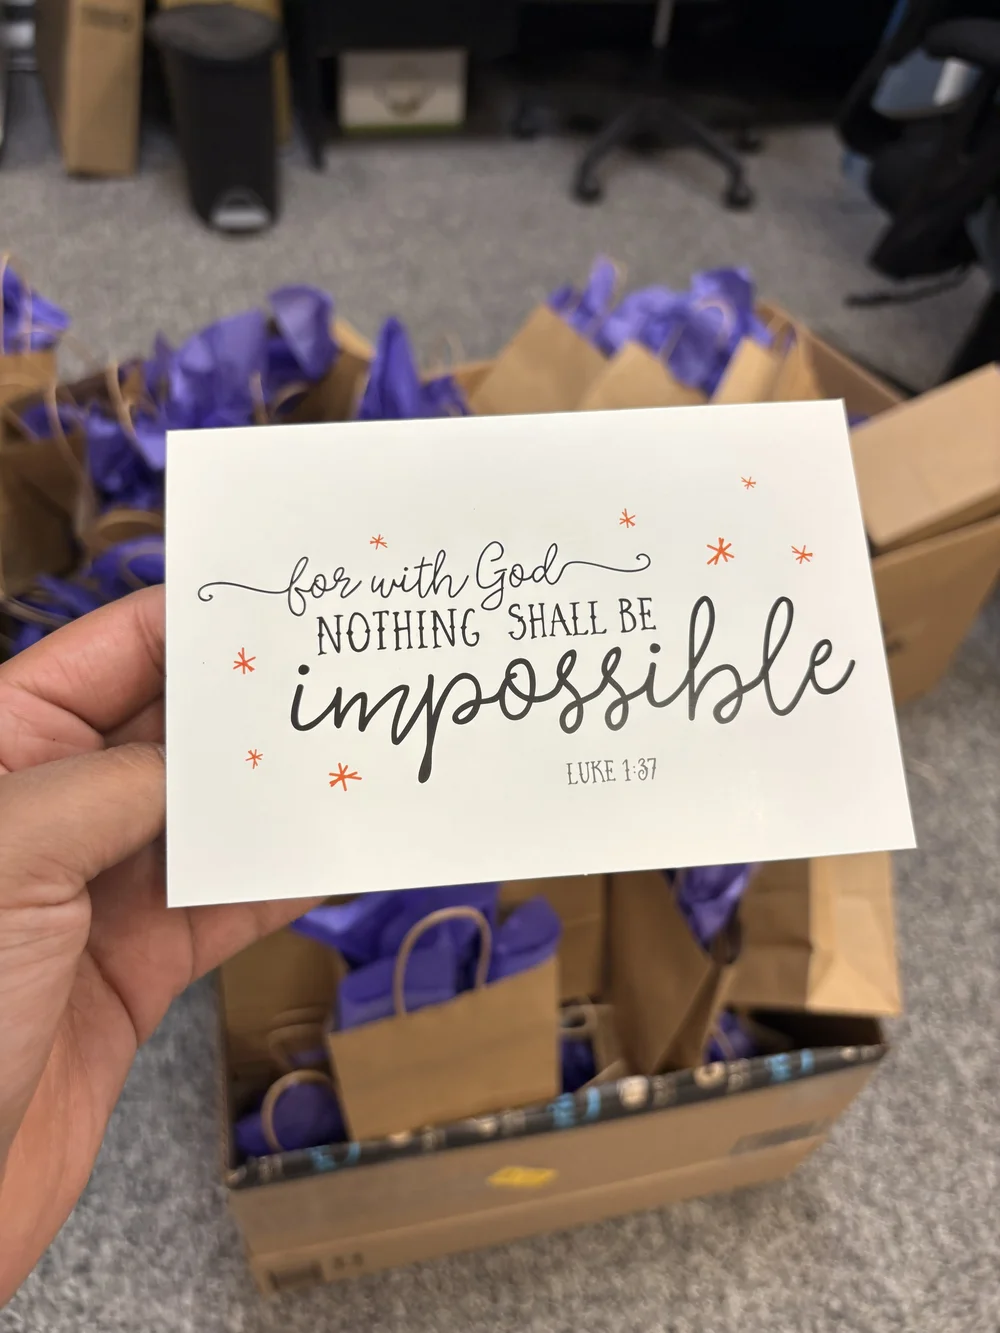 for with God
NOTHING SHALL BE
impossible
LUKE 1:37